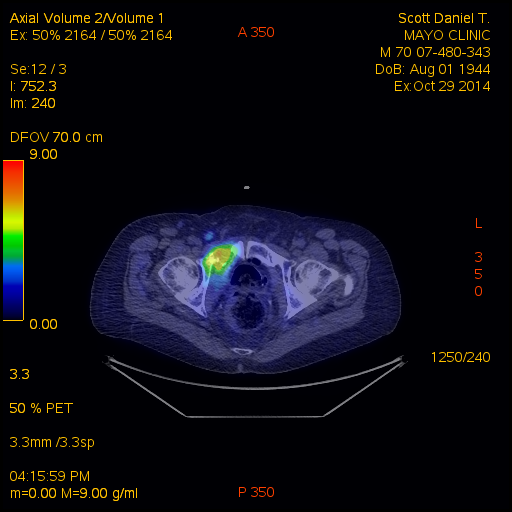 Axial Volume 2/Volume 1
Ex: 50% 2164 / 50% 2164
Se:12 / 3
I: 752.3
Im: 240
DFOV 70.0 cm
9.00
0.00
3.3
50 % PET
3.3mm /3.3sp
04:15:59 PM
m=0.00 M=9.00 g/ml
A 350
Scott Daniel T.
MAYO CLINIC
M 70 07-480-343
DoB: Aug 01 1944
Ex:Oct 29 2014
L
3
5
0
1250/240
P 350